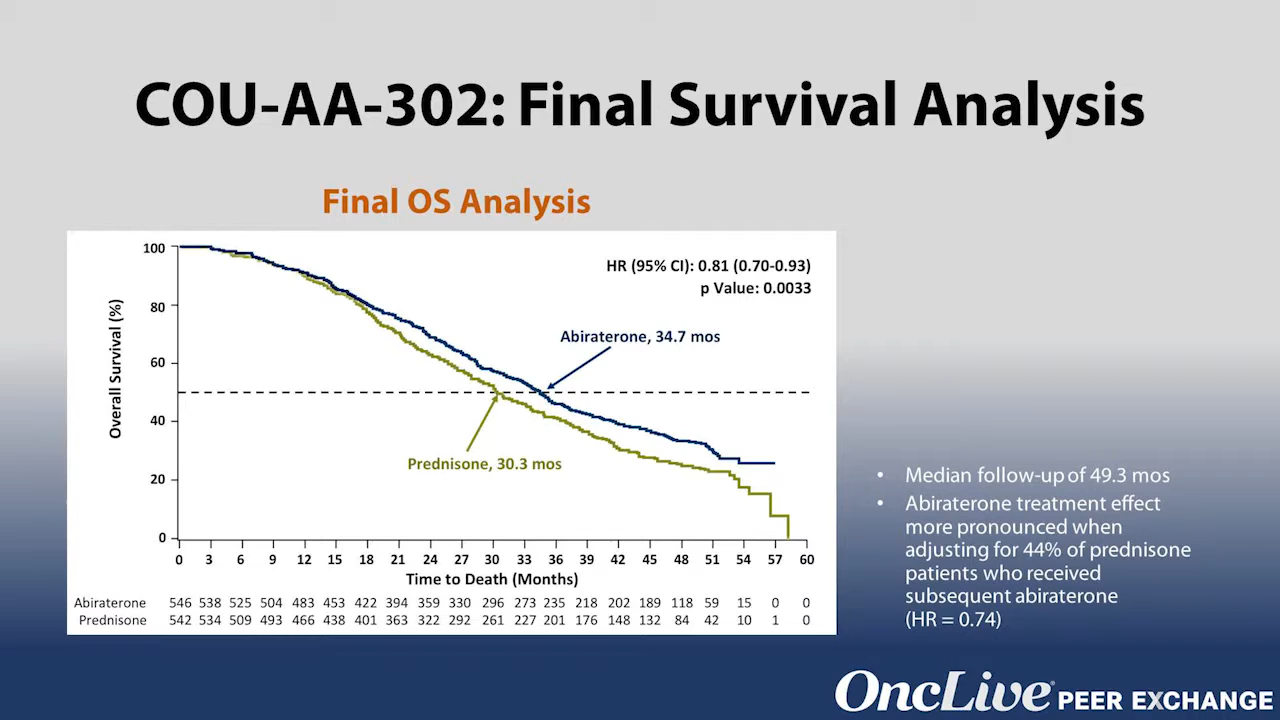 COU-AA-302: Final Survival Analysis
Final OS Analysis
HR (95% CI): 0.81 (0.70-0.93)
p Value: 0.0033
Abiraterone, 34.7 mos
Prednisone, 30.3 mos
Overall Survival (%)
100
80
60
40
20
0
0 3 6 9 12 15 18 21 24 27 30 33 36 39 42 45 48 51 54 57 60
Time to Death (Months)
Abiraterone 546 538 525 504 483 453 422 394 359 330 296 273 235 218 202 189 118 59 15 0 0
Prednisone 542 534 509 493 466 438 401 363 322 292 261 227 201 176 148 132 84 42 10 1 0
• Median follow-up of 49.3 mos
• Abiraterone treatment effect
more pronounced when
adjusting for 44% of prednisone
patients who received
subsequent abiraterone
(HR = 0.74)
OncLive® PEER EXCHANGE